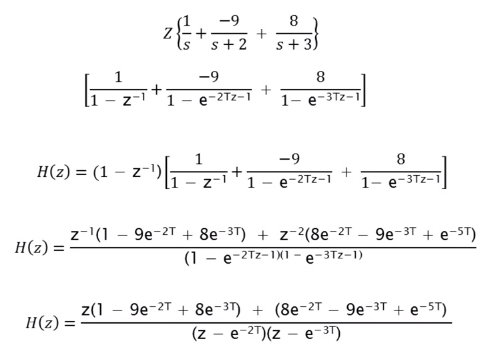 Z{1/s + −9/(s + 2) + 8/(s + 3)}
[1/(1 − z⁻¹) + −9/(1 − e⁻²ᵀᶻ⁻¹) + 8/(1− e⁻³ᵀᶻ⁻¹)]
H(z) = (1 − z⁻¹)[1/(1 − z⁻¹) + −9/(1 − e⁻²ᵀᶻ⁻¹) + 8/(1− e⁻³ᵀᶻ⁻¹)]
H(z) = z⁻¹(1 − 9e⁻²ᵀ + 8e⁻³ᵀ) + z⁻²(8e⁻²ᵀ − 9e⁻³ᵀ + e⁻⁵ᵀ) / (1 − e⁻²ᵀᶻ⁻¹⁾⁽¹ ⁻ e⁻³ᵀᶻ⁻¹⁾
H(z) = z(1 − 9e⁻²ᵀ + 8e⁻³ᵀ) + (8e⁻²ᵀ − 9e⁻³ᵀ + e⁻⁵ᵀ) / (z − e⁻²ᵀ)(z − e⁻³ᵀ)